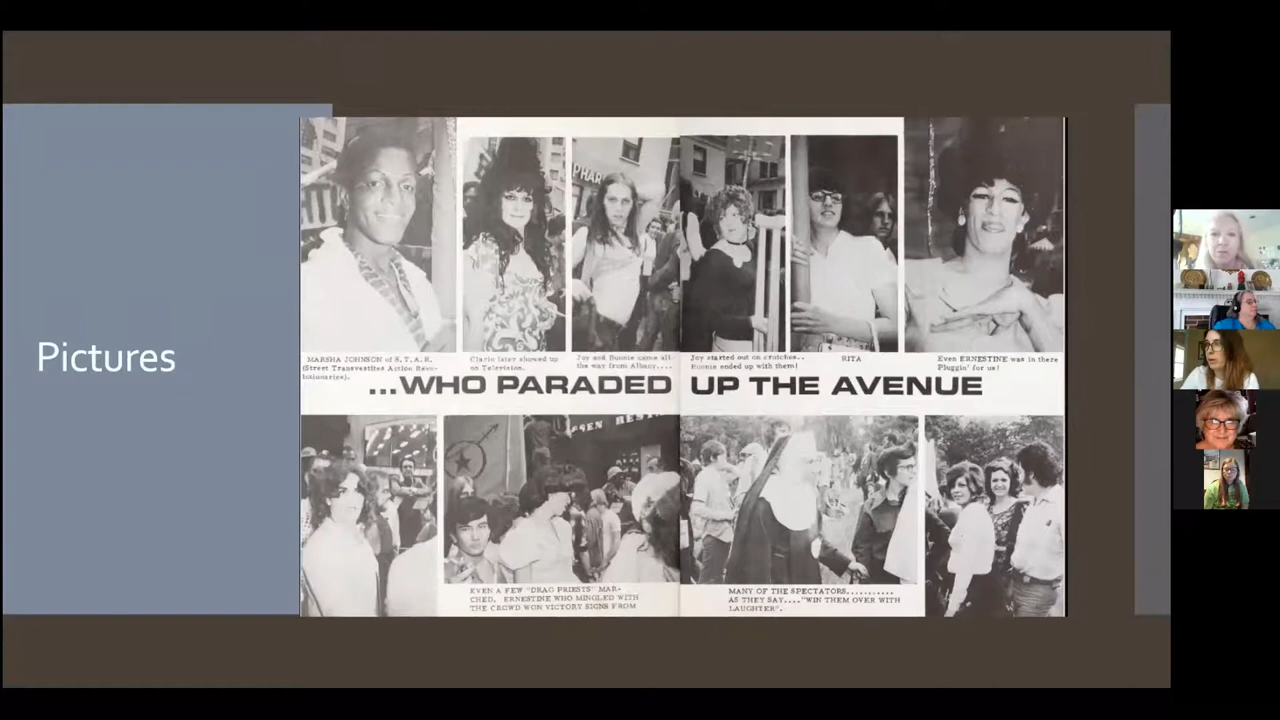 Pictures
PHAR
MARSHA JOHNSON of S.T.A.R.
(Street Transvestites Action Revo-
lutionaries).
Clario later showed up
on Television.
Joy and Bunnie came all
the way from Albany....
Joy started out on crutches..
Bunnie ended up with them!
RITA
Even ERNESTINE was in there
Pluggin' for us!
...WHO PARADED UP THE AVENUE
EVEN A FEW "DRAG PRIESTS" MAR-
CHED. ERNESTINE WHO MINGLED WITH
THE CROWD WON VICTORY SIGNS FROM
MANY OF THE SPECTATORS...........
AS THEY SAY...."WIN THEM OVER WITH
LAUGHTER".